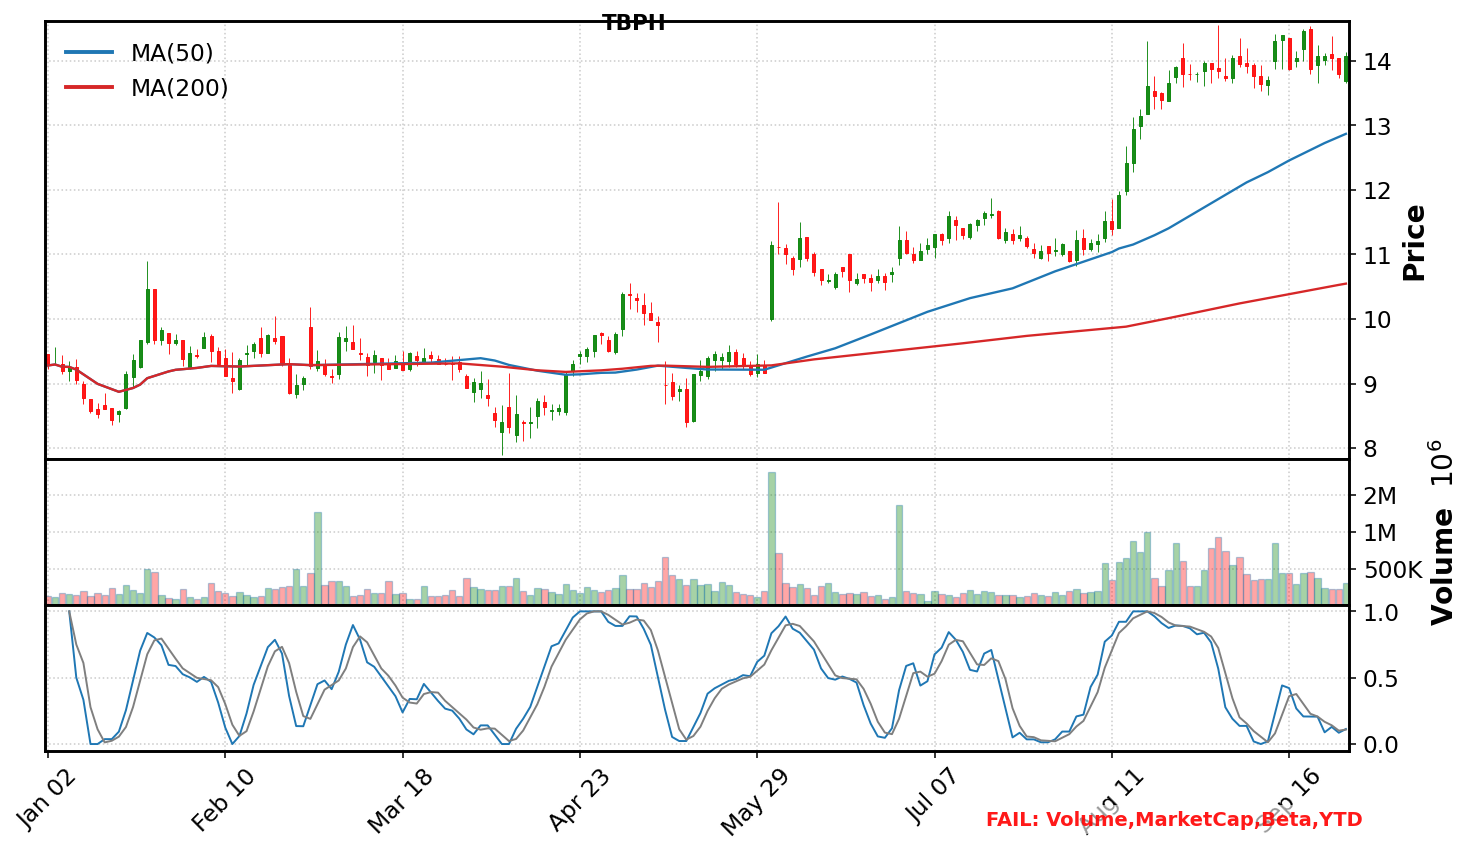 TBPH
MA(50)
MA(200)
14
13
12
11
10
9
8
Price
2M
1M
500K
Volume 10^6
1.0
0.5
0.0
Jan 02
Feb 10
Mar 18
Apr 23
May 29
Jul 07
Aug 11
Sep 16
FAIL: Volume,MarketCap,Beta,YTD